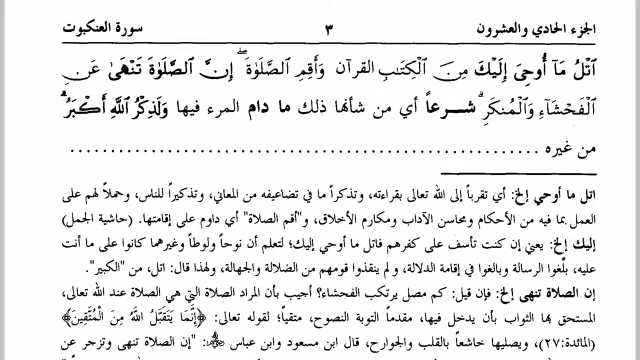 الجزء الحادي والعشرون ٣ سورة العنكبوت
اتْلُ مَآ أُوحِيَ إِلَيْكَ مِنَ الْكِتَابِ القرآن وَأَقِمِ الصَّلَوٰةَ ۖ إِنَّ الصَّلَوٰةَ تَنْهَىٰ عَنِ
الْفَحْشَآءِ وَالْمُنكَرِ ۗ شرعاً أي من شأنها ذلك ما دام المرء فيها وَلَذِكْرُ اللَّهِ أَكْبَرُ ۗ
من غيره ............................................................
اتل ما أوحي إلخ: أي تقرباً إلى الله تعالى بقراءته، وتذكراً ما في تضاعيفه من المعاني، وتذكيراً للناس، وحملاً لهم على
العمل بما فيه من الأحكام ومحاسن الآداب ومكارم الأخلاق، و"أقم الصلاة" أي داوم على إقامتها. (حاشية الجمل)
إليك إلخ: يعني إن كنت تأسف على كفرهم فاتل ما أوحي إليك؛ لتعلم أن نوحاً ولوطاً وغيرهما كانوا على ما أنت
عليه، بلّغوا الرسالة وبالغوا في إقامة الدلالة، ولم ينقذوا قومهم من الضلالة والجهالة، ولهذا قال: اتل، من "الكبير".
إن الصلاة تنهى إلخ: فإن قيل: كم مصل يرتكب الفحشاء؟ أجيب بأن المراد الصلاة التي هي الصلاة عند الله تعالى،
المستحق بها الثواب بأن يدخل فيها، مقدماً التوبة النصوح، متقيا؛ لقوله تعالى: ﴿إِنَّمَا يَتَقَبَّلُ اللَّهُ مِنَ الْمُتَّقِينَ﴾
(المائدة:٢٧)، ويصليها خاشعاً بالقلب والجوارح، قال ابن مسعود وابن عباس: "إن الصلاة تنهى وتزجر عن